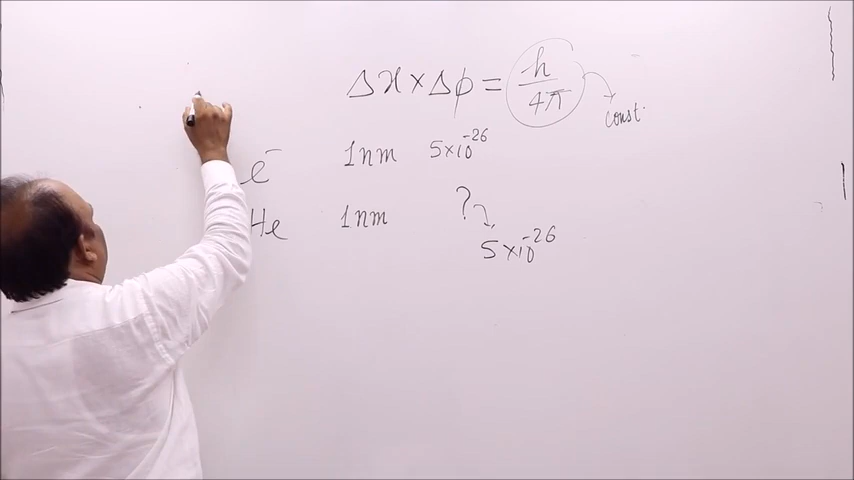 Δx × Δp = h/4π
const.
e⁻ 1nm 5×10⁻²⁶
He 1nm ?
5×10⁻²⁶